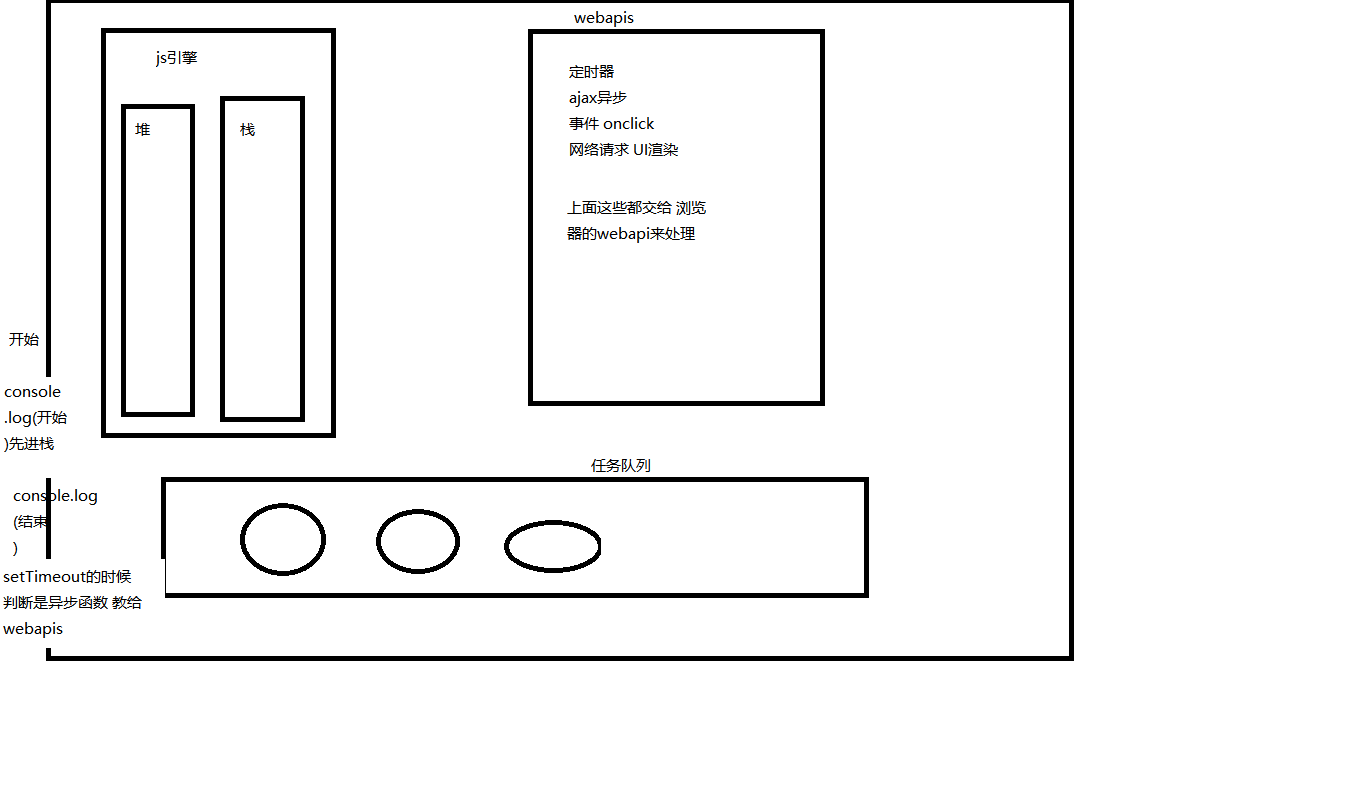 webapis
js引擎
堆
栈
定时器
ajax异步
事件 onclick
网络请求 UI渲染
上面这些都交给 浏览
器的webapi来处理
开始
console
.log(开始
)先进栈
任务队列
console.log
(结束
)
setTimeout的时候
判断是异步函数 教给
webapis